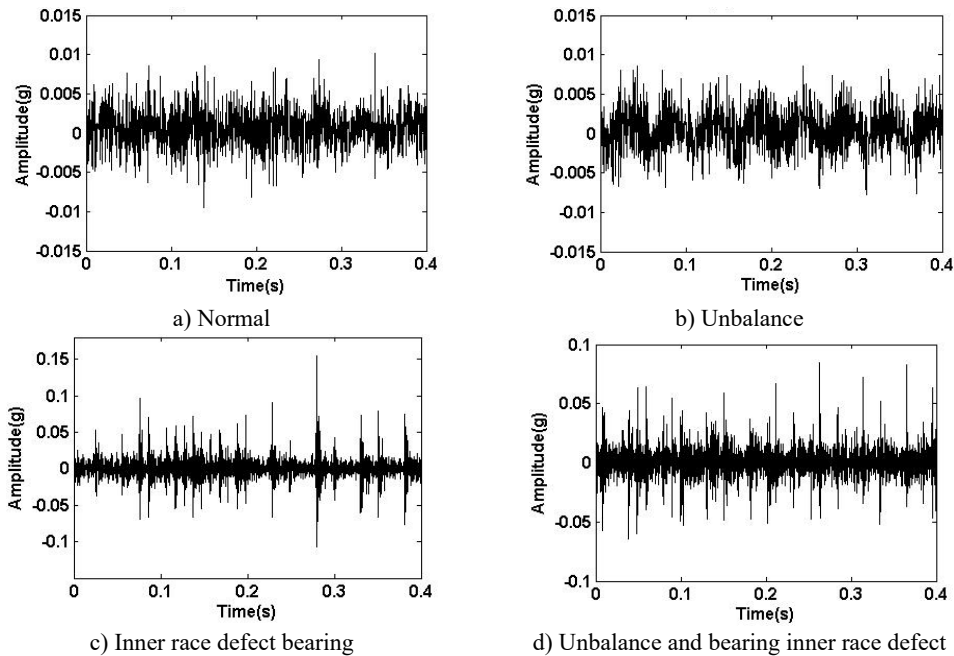 0.015
0.01
0.005
0
-0.005
-0.01
-0.015
Amplitude(g)
0 0.1 0.2 0.3 0.4
Time(s)
a) Normal
0.015
0.01
0.005
0
-0.005
-0.01
-0.015
Amplitude(g)
0 0.1 0.2 0.3 0.4
Time(s)
b) Unbalance
0.15
0.1
0.05
0
-0.05
-0.1
Amplitude(g)
0 0.1 0.2 0.3 0.4
Time(s)
c) Inner race defect bearing
0.1
0.05
0
-0.05
-0.1
Amplitude(g)
0 0.1 0.2 0.3 0.4
Time(s)
d) Unbalance and bearing inner race defect